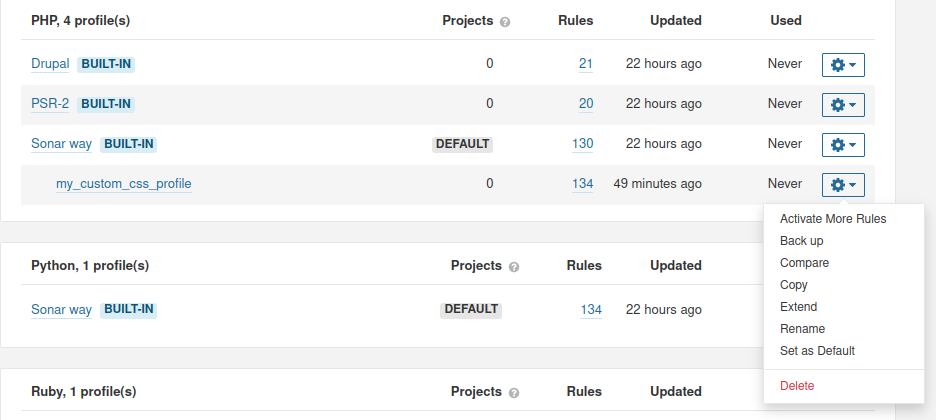 PHP, 4 profile(s) Projects ? Rules Updated Used
Drupal BUILT-IN 0 21 22 hours ago Never
PSR-2 BUILT-IN 0 20 22 hours ago Never
Sonar way BUILT-IN DEFAULT 130 22 hours ago Never
my_custom_css_profile 0 134 49 minutes ago Never
Activate More Rules
Back up
Compare
Copy
Extend
Rename
Set as Default
Delete
Python, 1 profile(s) Projects ? Rules Updated
Sonar way BUILT-IN DEFAULT 134 22 hours ago
Ruby, 1 profile(s) Projects ? Rules Updated